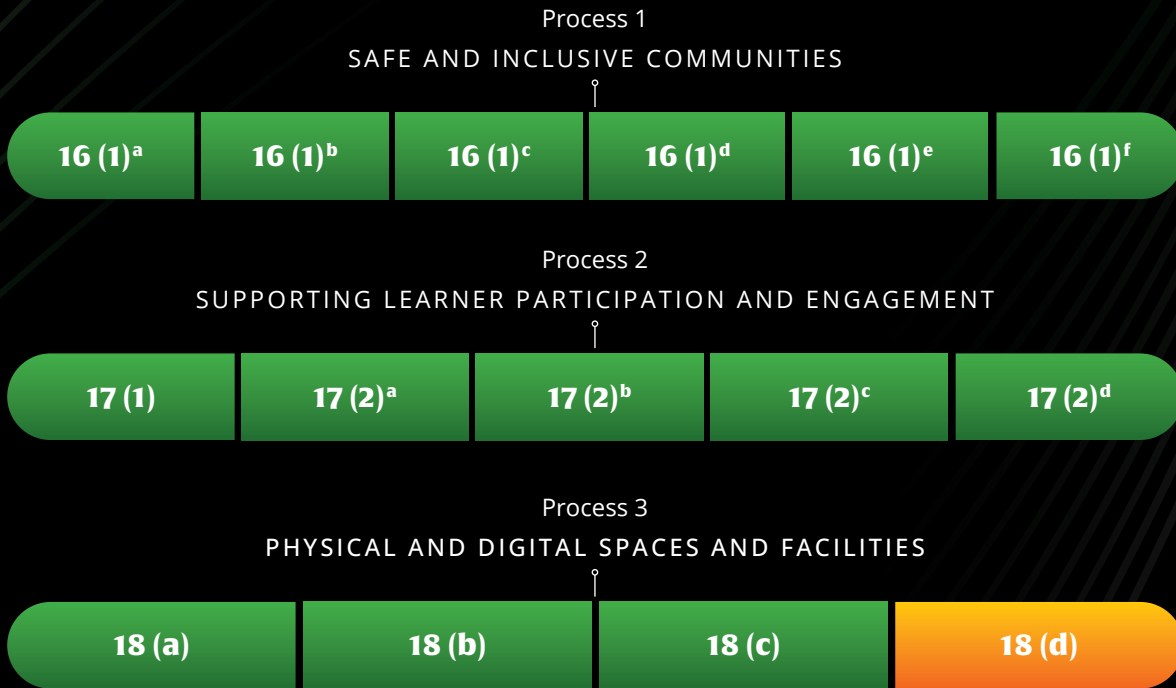 Process 1
SAFE AND INCLUSIVE COMMUNITIES
16 (1)ᵃ 16 (1)ᵇ 16 (1)ᶜ 16 (1)ᵈ 16 (1)ᵉ 16 (1)ᶠ
Process 2
SUPPORTING LEARNER PARTICIPATION AND ENGAGEMENT
17 (1) 17 (2)ᵃ 17 (2)ᵇ 17 (2)ᶜ 17 (2)ᵈ
Process 3
PHYSICAL AND DIGITAL SPACES AND FACILITIES
18 (a) 18 (b) 18 (c) 18 (d)